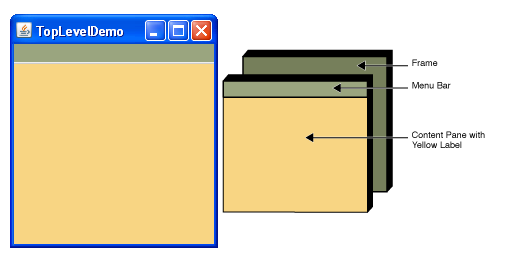 TopLevelDemo
Frame
Menu Bar
Content Pane with
Yellow Label